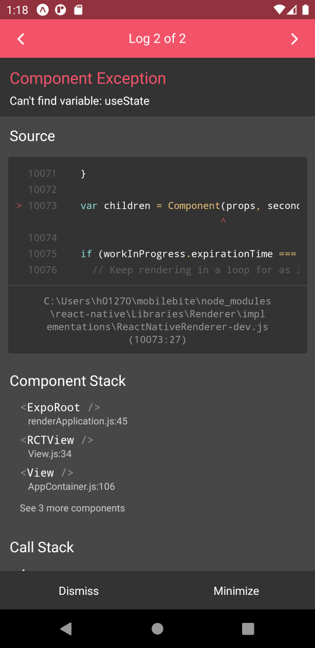 1:18
Log 2 of 2
Component Exception
Can't find variable: useState
Source
10071 }
10072
> 10073 var children = Component(props, second
^
10074
10075 if (workInProgress.expirationTime ===
10076 // Keep rendering in a loop for as
C:\Users\h01270\mobilebite\node_modules
\react-native\Libraries\Renderer\impl
ementations\ReactNativeRenderer-dev.js
(10073:27)
Component Stack
<ExpoRoot />
renderApplication.js:45
<RCTView />
View.js:34
<View />
AppContainer.js:106
See 3 more components
Call Stack
Dismiss Minimize